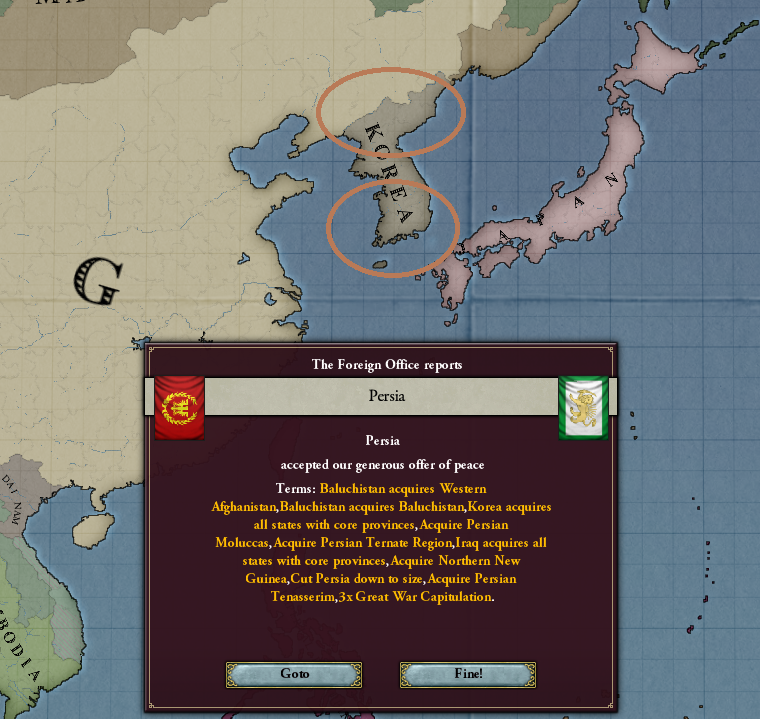 G
KOREA
JAPAN
DAI NAM
BODIA
The Foreign Office reports
Persia
Persia
accepted our generous offer of peace
Terms: Baluchistan acquires Western
Afghanistan,Baluchistan acquires Baluchistan,Korea acquires
all states with core provinces, Acquire Persian
Moluccas,Acquire Persian Ternate Region,Iraq acquires all
states with core provinces, Acquire Northern New
Guinea,Cut Persia down to size, Acquire Persian
Tenasserim,3x Great War Capitulation.
Goto
Fine!